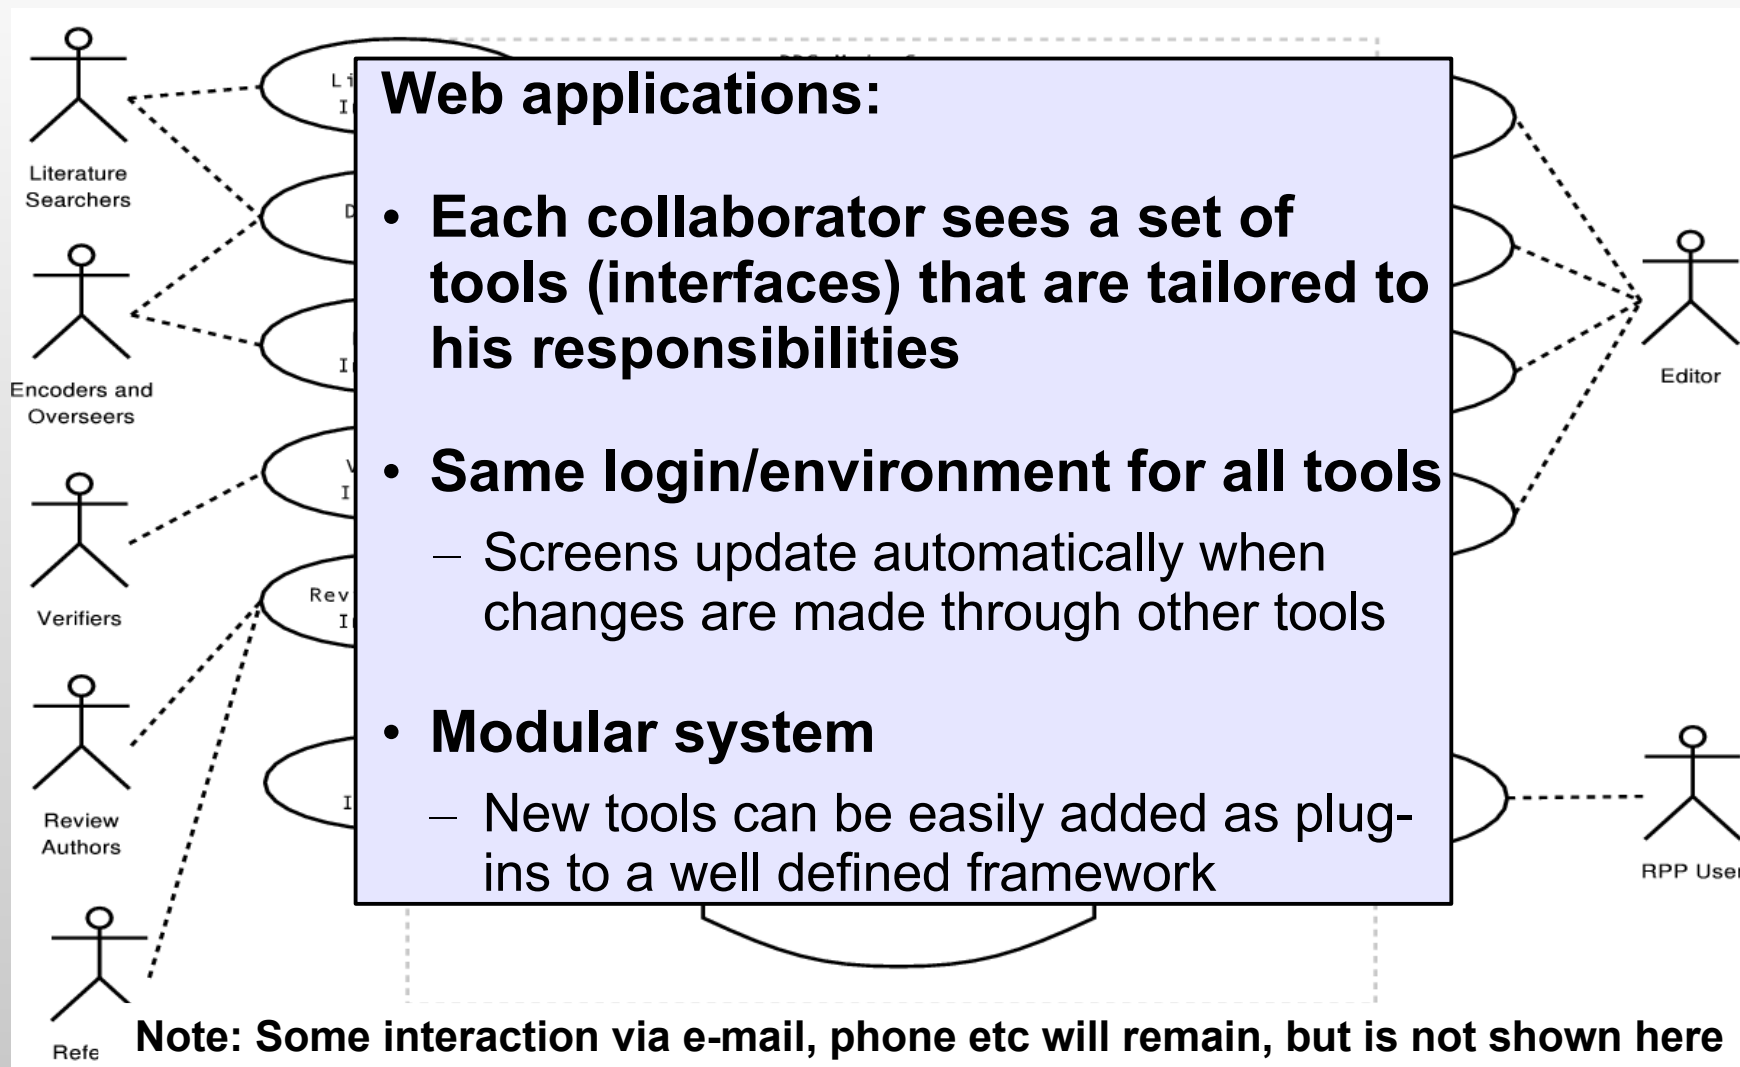 Literature
Searchers
Encoders and
Overseers
Verifiers
Review
Authors
Web applications:
• Each collaborator sees a set of
tools (interfaces) that are tailored to
his responsibilities
• Same login/environment for all tools
– Screens update automatically when
changes are made through other tools
• Modular system
– New tools can be easily added as plug-
ins to a well defined framework
Editor
RPP User
Note: Some interaction via e-mail, phone etc will remain, but is not shown here